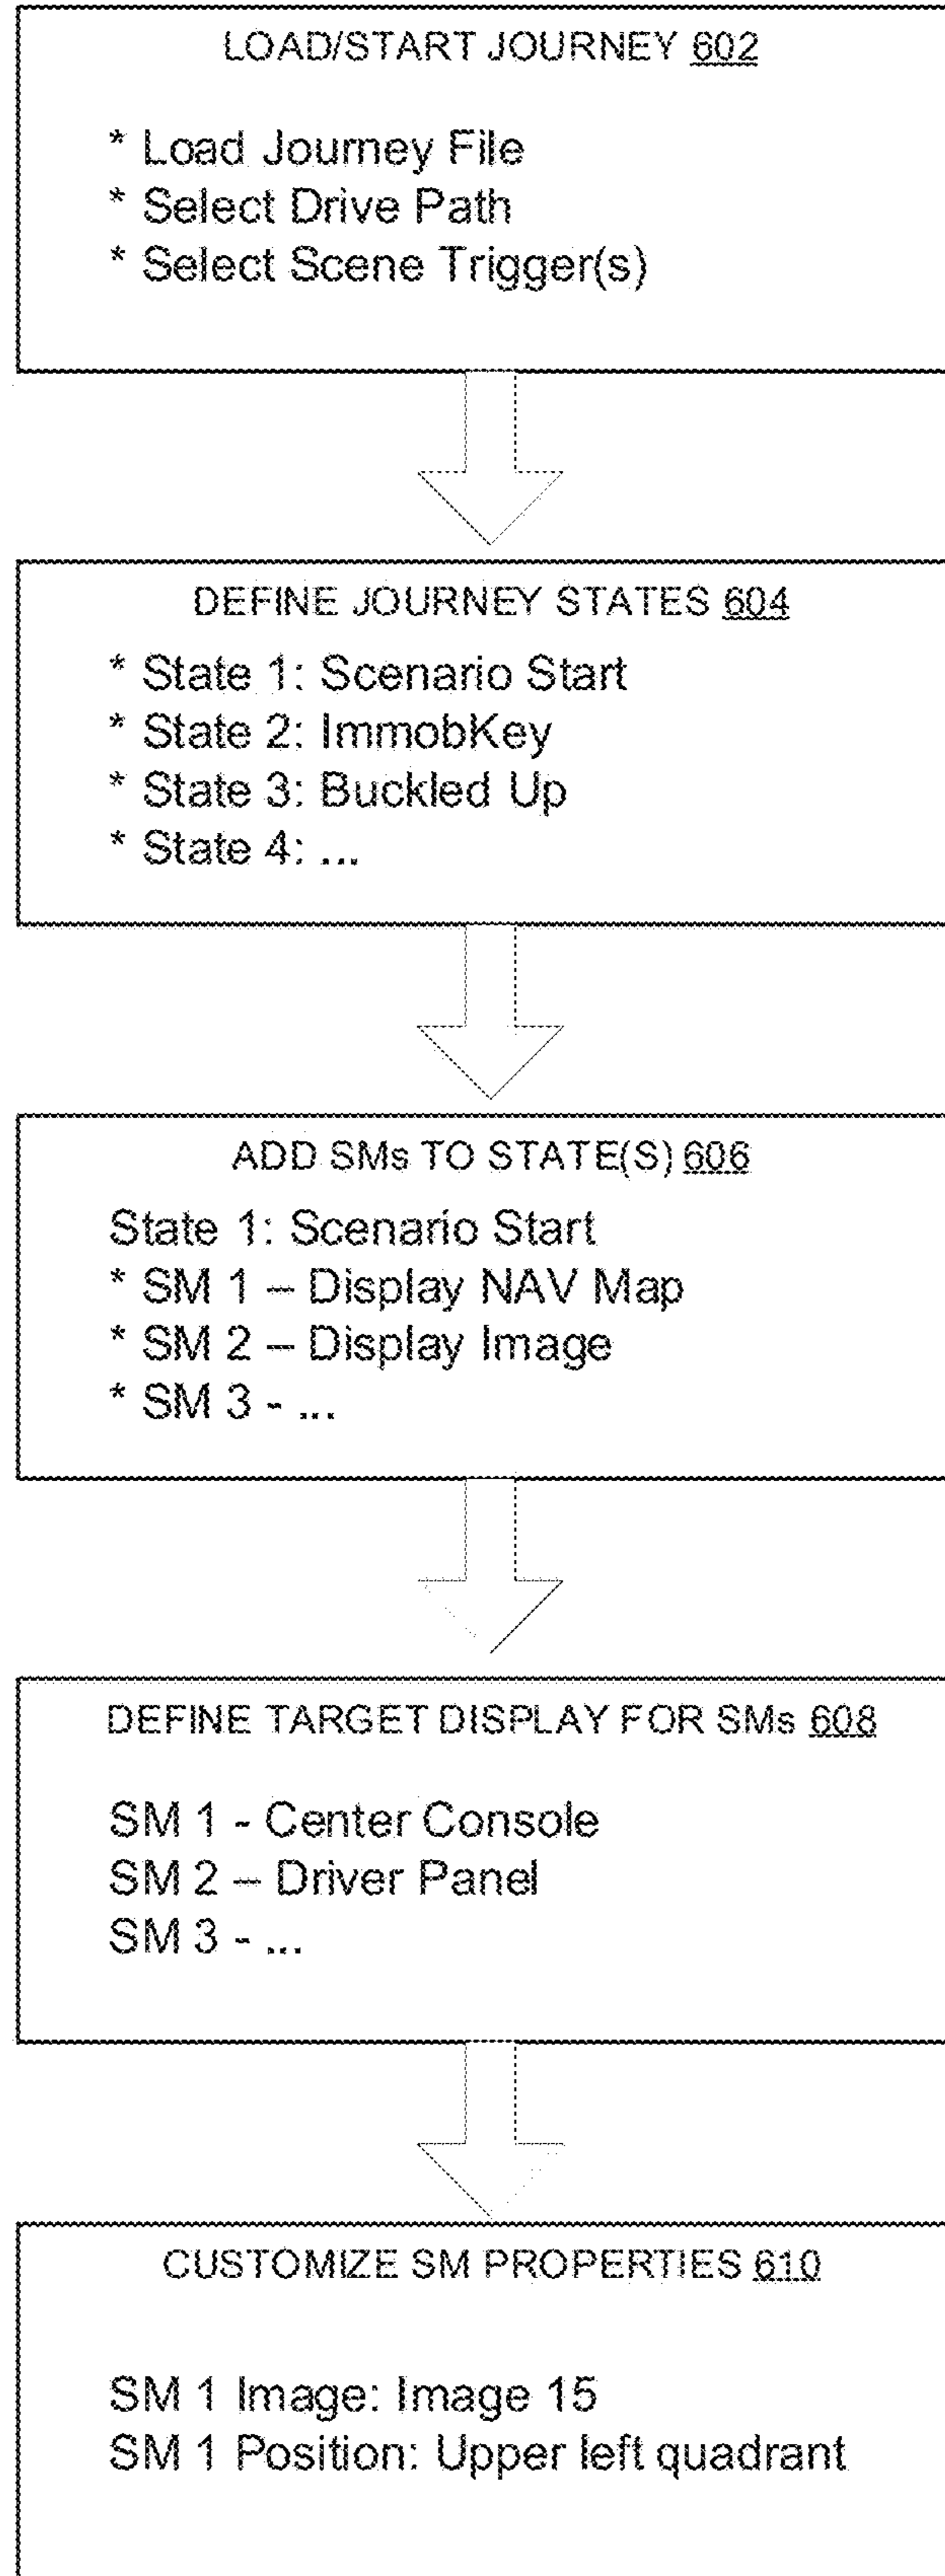 LOAD/START JOURNEY 602
* Load Journey File
* Select Drive Path
* Select Scene Trigger(s)
DEFINE JOURNEY STATES 604
* State 1: Scenario Start
* State 2: ImmobKey
* State 3: Buckled Up
* State 4: ...
ADD SMs TO STATE(S) 606
State 1: Scenario Start
* SM 1 – Display NAV Map
* SM 2 – Display Image
* SM 3 - ...
DEFINE TARGET DISPLAY FOR SMs 608
SM 1 - Center Console
SM 2 – Driver Panel
SM 3 - ...
CUSTOMIZE SM PROPERTIES 610
SM 1 Image: Image 15
SM 1 Position: Upper left quadrant